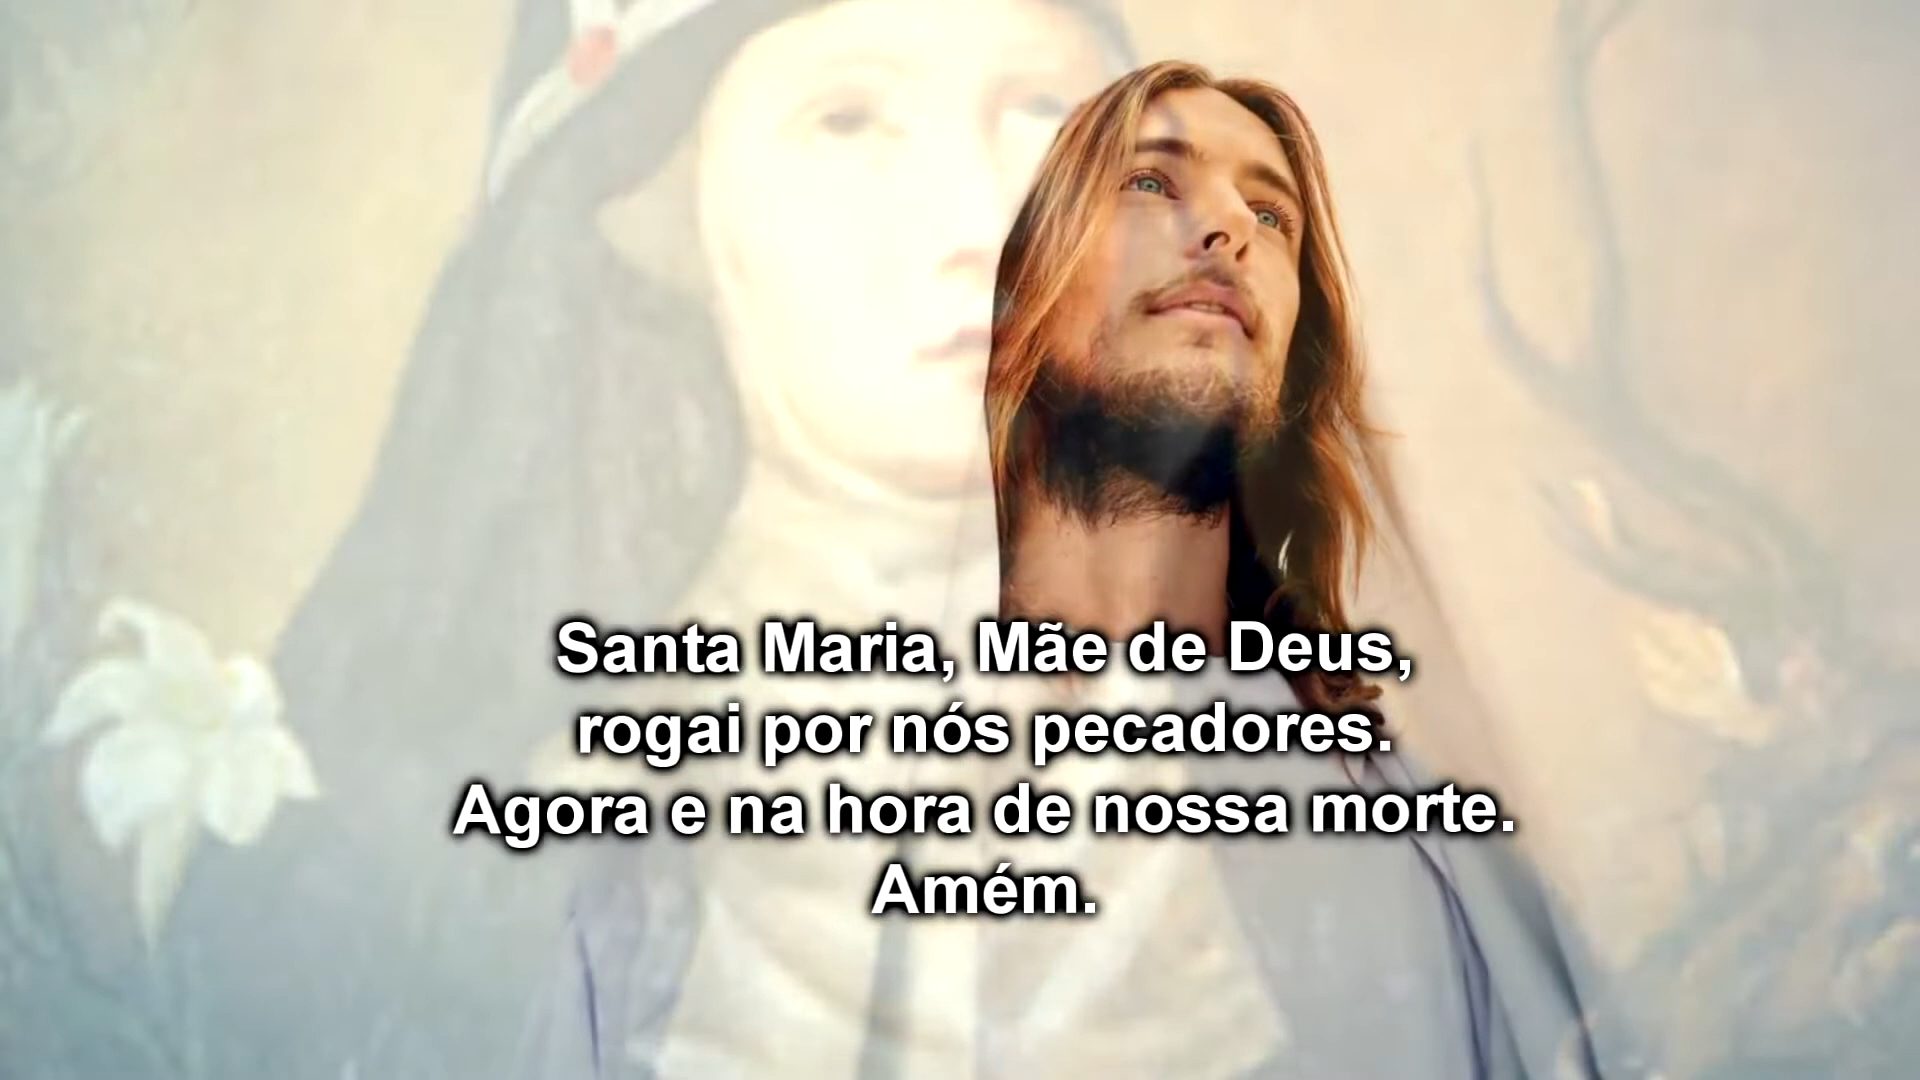 Santa Maria, Mãe de Deus,
rogai por nós pecadores.
Agora e na hora de nossa morte.
Amém.